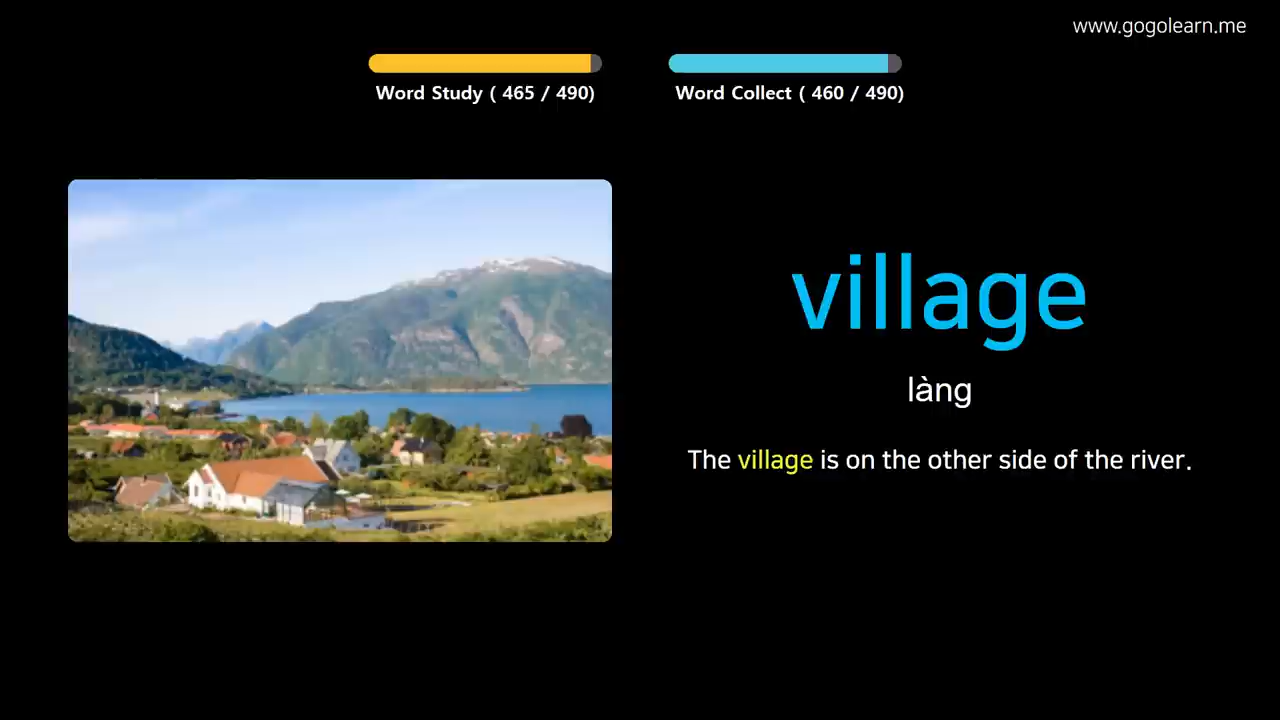 www.gogolearn.me
Word Study ( 465 / 490)
Word Collect ( 460 / 490)
village
làng
The village is on the other side of the river.